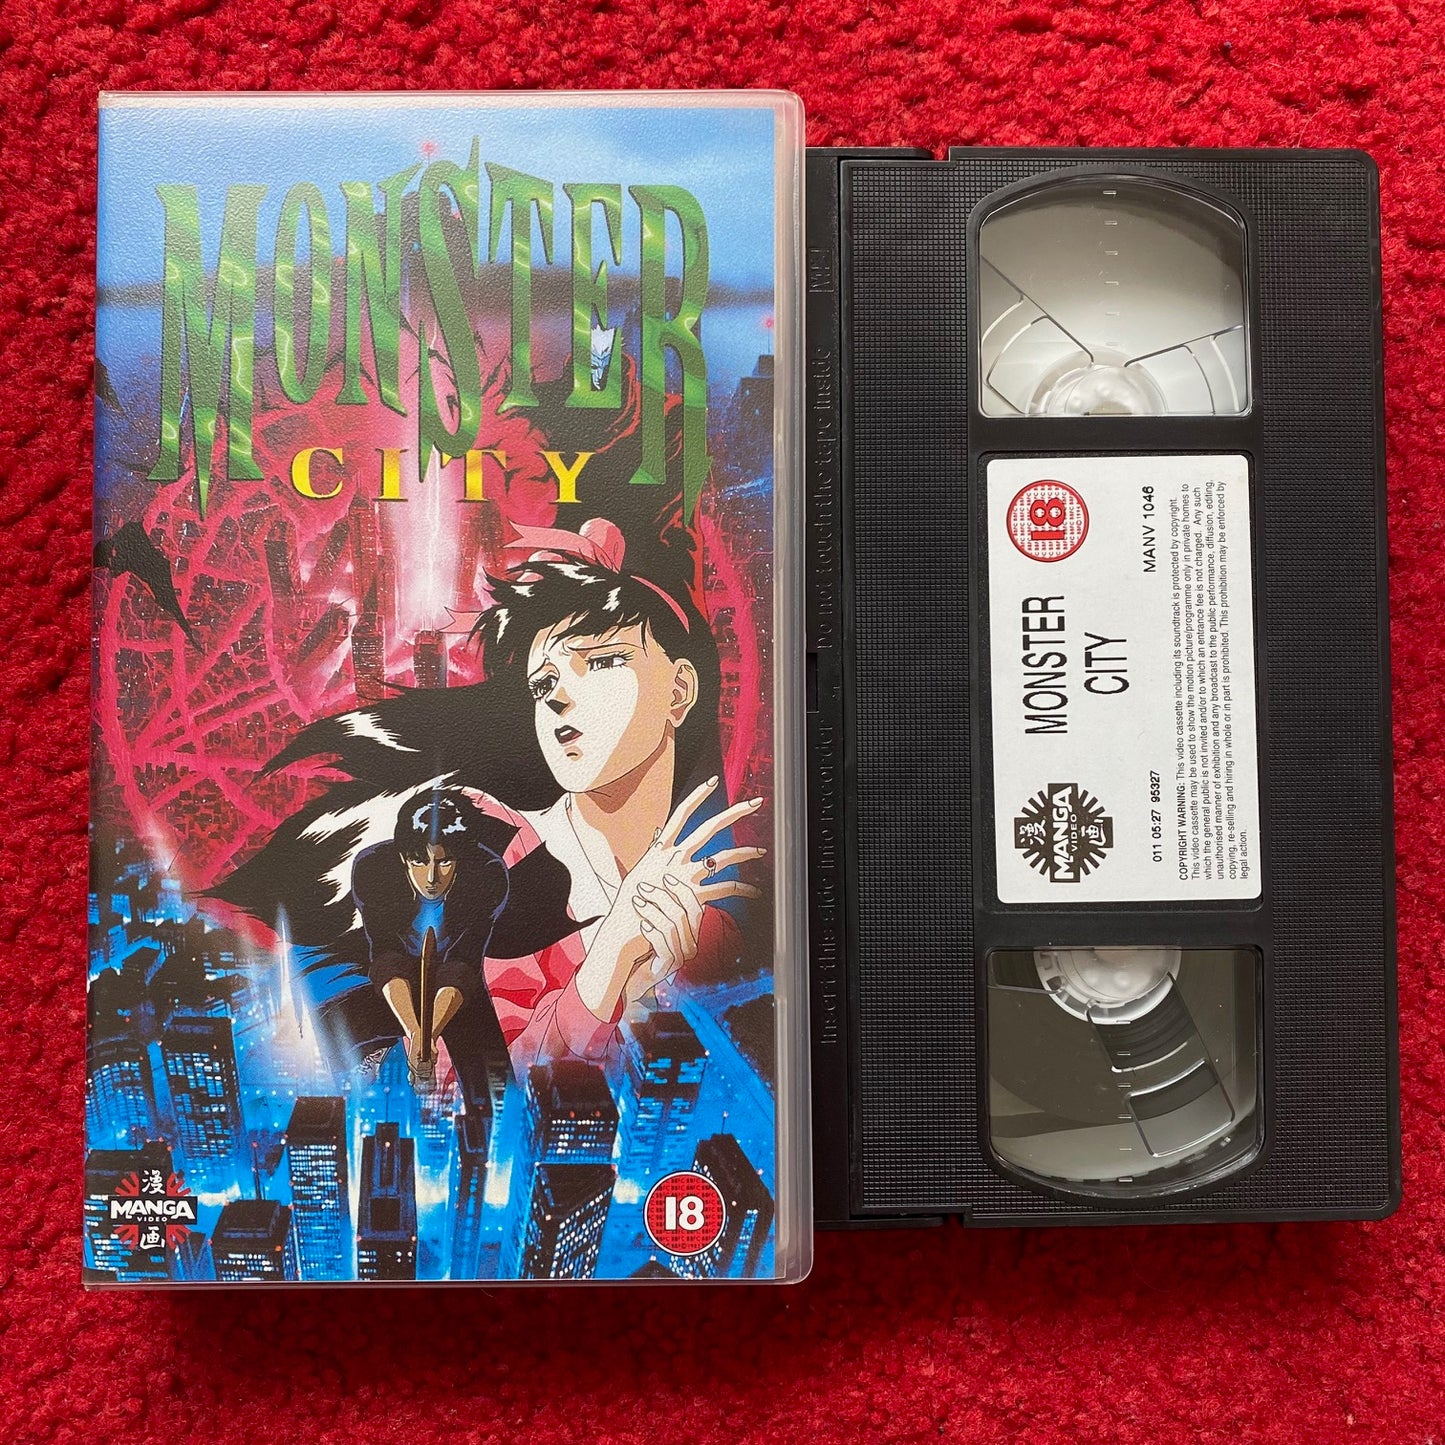 MONSTER
CITY
漫
MANGA
VIDEO
画
18
Do not touch the tape inside
Insert this side into recorder
18
MONSTER
CITY
MANV 1046
漫
MANGA
VIDEO
画
011 05:27 95327
COPYRIGHT WARNING: This video cassette including its soundtrack is protected by copyright.
This video cassette may be used to show the motion picture/programme only in private homes to
which the general public is not invited and/or to which an entrance fee is not charged. Any such
unauthorised manner of exhibition and any broadcast to the public performance, diffusion, editing,
copying, re-selling and hiring in whole or in part is prohibited. This prohibition may be enforced by
legal action.